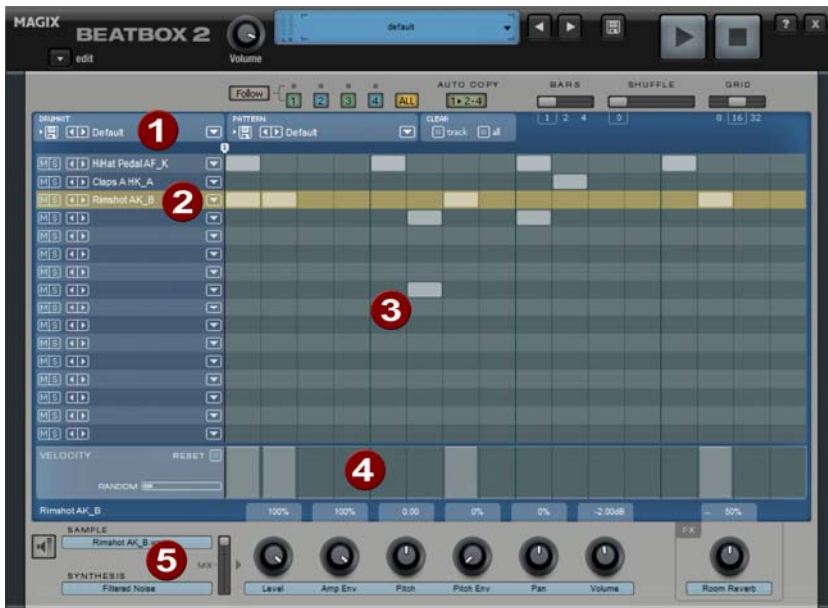 MAGIX
BEATBOX 2
edit
Volume
default
? X
Follow
1 2 3 4 ALL
AUTO COPY
1▸2-4
BARS
1 2 4
SHUFFLE
0
GRID
8 16 32
DRUMKIT
Default
PATTERN
Default
CLEAR
track all
1
M S HiHat Pedal AF_K
M S Claps A HK_A
M S Rimshot AK_B
2
M S
M S
M S
M S
M S
3
M S
M S
M S
M S
M S
M S
M S
M S
VELOCITY RESET
RANDOM
4
Rimshot AK_B 100% 100% 0.00 0% 0% -2.00dB ... 50%
SAMPLE
5
MIX
SYNTHESIS
Filtered Noise
Level Amp Env Pitch Pitch Env Pan Volume
FX
Room Reverb